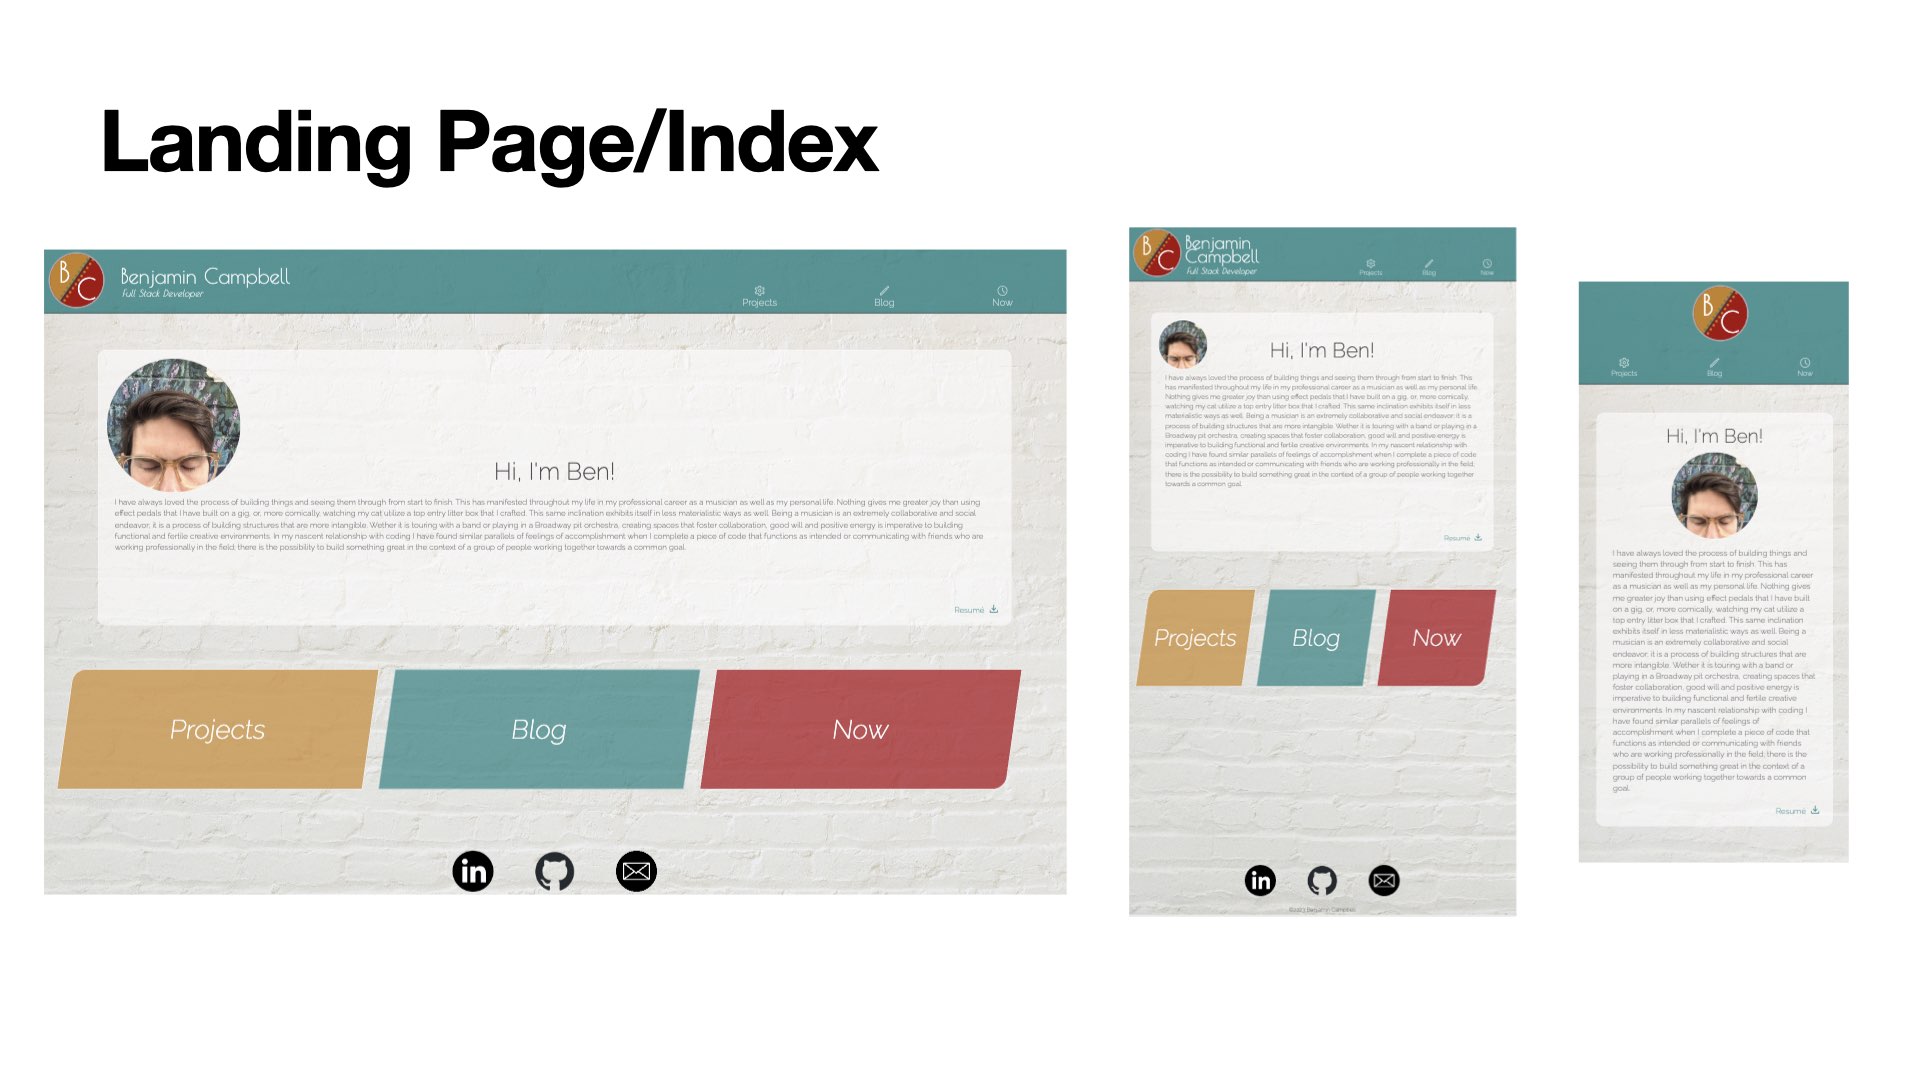 Landing Page/Index
B
C
Benjamin Campbell
Full Stack Developer
Projects
Blog
Now
Hi, I'm Ben!
I have always loved the process of building things and seeing them through from start to finish. This has manifested throughout my life in my professional career as a musician as well as my personal life. Nothing gives me greater joy than using
effect pedals that I have built on a gig, or, more comically, watching my cat utilize a top entry litter box that I crafted. This same inclination exhibits itself in less materialistic ways as well. Being a musician is an extremely collaborative and social
endeavor; it is a process of building structures that are more intangible. Wether it is touring with a band or playing in a Broadway pit orchestra, creating spaces that foster collaboration, good will and positive energy is imperative to building
functional and fertile creative environments. In my nascent relationship with coding I have found similar parallels of feelings of accomplishment when I complete a piece of code that functions as intended or communicating with friends who are
working professionally in the field; there is the possibility to build something great in the context of a group of people working together towards a common goal.
Resumé
Projects
Blog
Now
in
B
C
Benjamin
Campbell
Full Stack Developer
Projects
Blog
Now
Hi, I'm Ben!
I have always loved the process of building things and seeing them through from start to finish. This
has manifested throughout my life in my professional career as a musician as well as my personal life.
Nothing gives me greater joy than using effect pedals that I have built on a gig, or, more comically,
watching my cat utilize a top entry litter box that I crafted. This same inclination exhibits itself in less
materialistic ways as well. Being a musician is an extremely collaborative and social endeavor; it is a
process of building structures that are more intangible. Wether it is touring with a band or playing in a
Broadway pit orchestra, creating spaces that foster collaboration, good will and positive energy is
imperative to building functional and fertile creative environments. In my nascent relationship with
coding I have found similar parallels of feelings of accomplishment when I complete a piece of code
that functions as intended or communicating with friends who are working professionally in the field;
there is the possibility to build something great in the context of a group of people working together
towards a common goal.
Resumé
Projects
Blog
Now
in
©2023 Benjamin Campbell
B
C
Projects
Blog
Now
Hi, I'm Ben!
I have always loved the process of building things and
seeing them through from start to finish. This has
manifested throughout my life in my professional career
as a musician as well as my personal life. Nothing gives
me greater joy than using effect pedals that I have built
on a gig, or, more comically, watching my cat utilize a
top entry litter box that I crafted. This same inclination
exhibits itself in less materialistic ways as well. Being a
musician is an extremely collaborative and social
endeavor; it is a process of building structures that are
more intangible. Wether it is touring with a band or
playing in a Broadway pit orchestra, creating spaces that
foster collaboration, good will and positive energy is
imperative to building functional and fertile creative
environments. In my nascent relationship with coding I
have found similar parallels of feelings of
accomplishment when I complete a piece of code that
functions as intended or communicating with friends
who are working professionally in the field; there is the
possibility to build something great in the context of a
group of people working together towards a common
goal.
Resumé